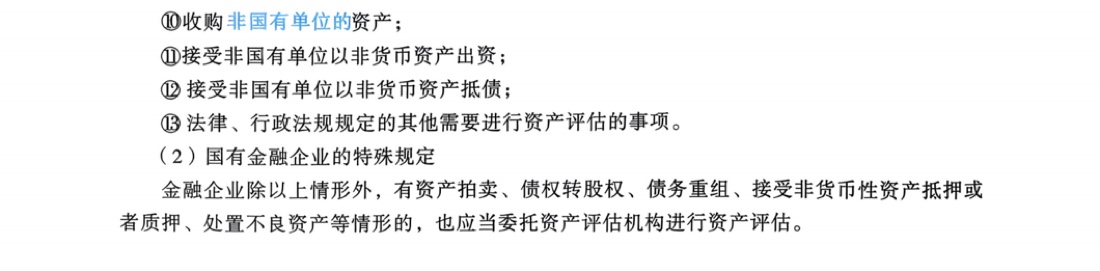 ⑩收购非国有单位的资产；
⑪接受非国有单位以非货币资产出资；
⑫ 接受非国有单位以非货币资产抵债；
⑬ 法律、行政法规规定的其他需要进行资产评估的事项。
（2）国有金融企业的特殊规定
金融企业除以上情形外，有资产拍卖、债权转股权、债务重组、接受非货币性资产抵押或
者质押、处置不良资产等情形的，也应当委托资产评估机构进行资产评估。